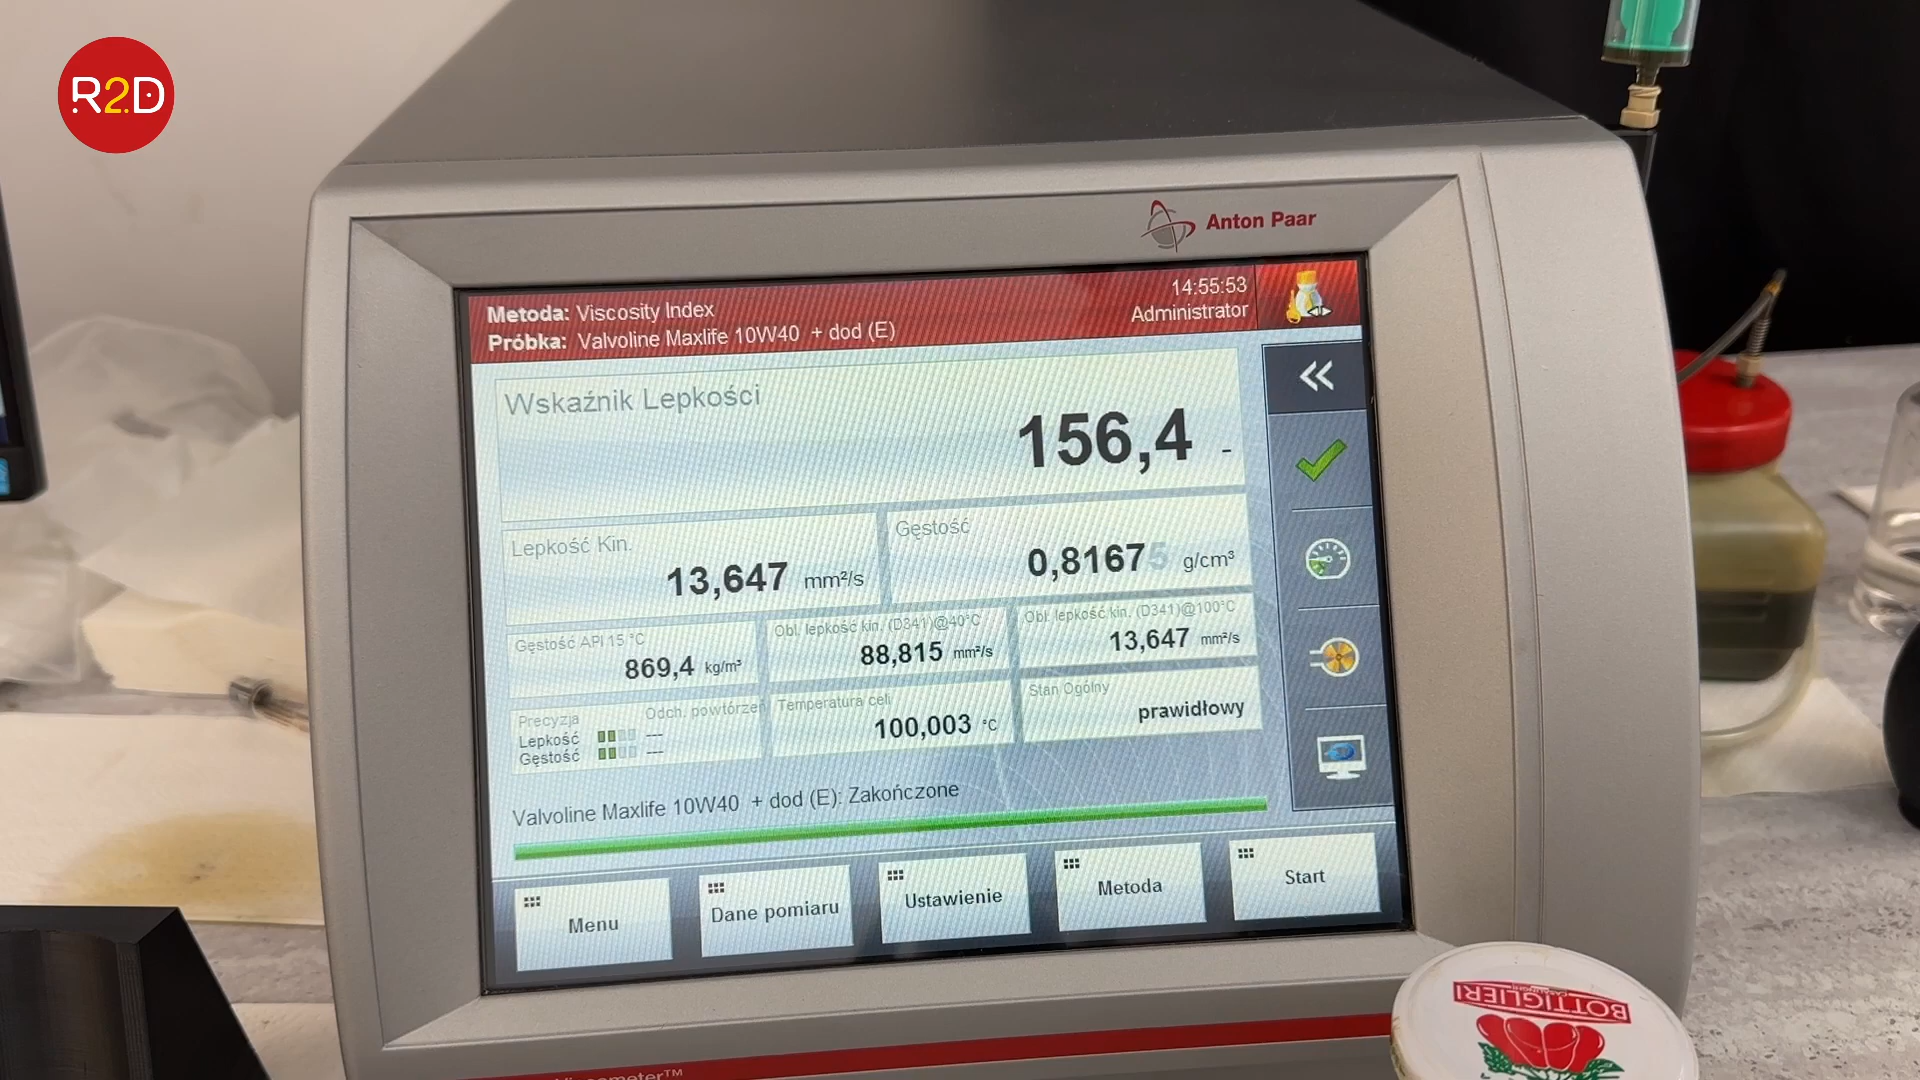 R2D
Anton Paar
Metoda: Viscosity Index
14:55:53
Próbka: Valvoline Maxlife 10W40 + dod (E)
Administrator
Wskaźnik Lepkości
156,4 -
Lepkość Kin.
13,647 mm²/s
Gęstość
0,81675 g/cm³
Gęstość API 15 °C
869,4 kg/m³
Obl. lepkość kin. (D341)@40°C
88,815 mm²/s
Obl. lepkość kin. (D341)@100°C
13,647 mm²/s
Precyzja
Odch. powtórzeń
Lepkość ---
Gęstość ---
Temperatura celi
100,003 °C
Stan Ogólny
prawidłowy
Valvoline Maxlife 10W40 + dod (E): Zakończone
Menu
Dane pomiaru
Ustawienie
Metoda
Start
BOTTIGLIERI